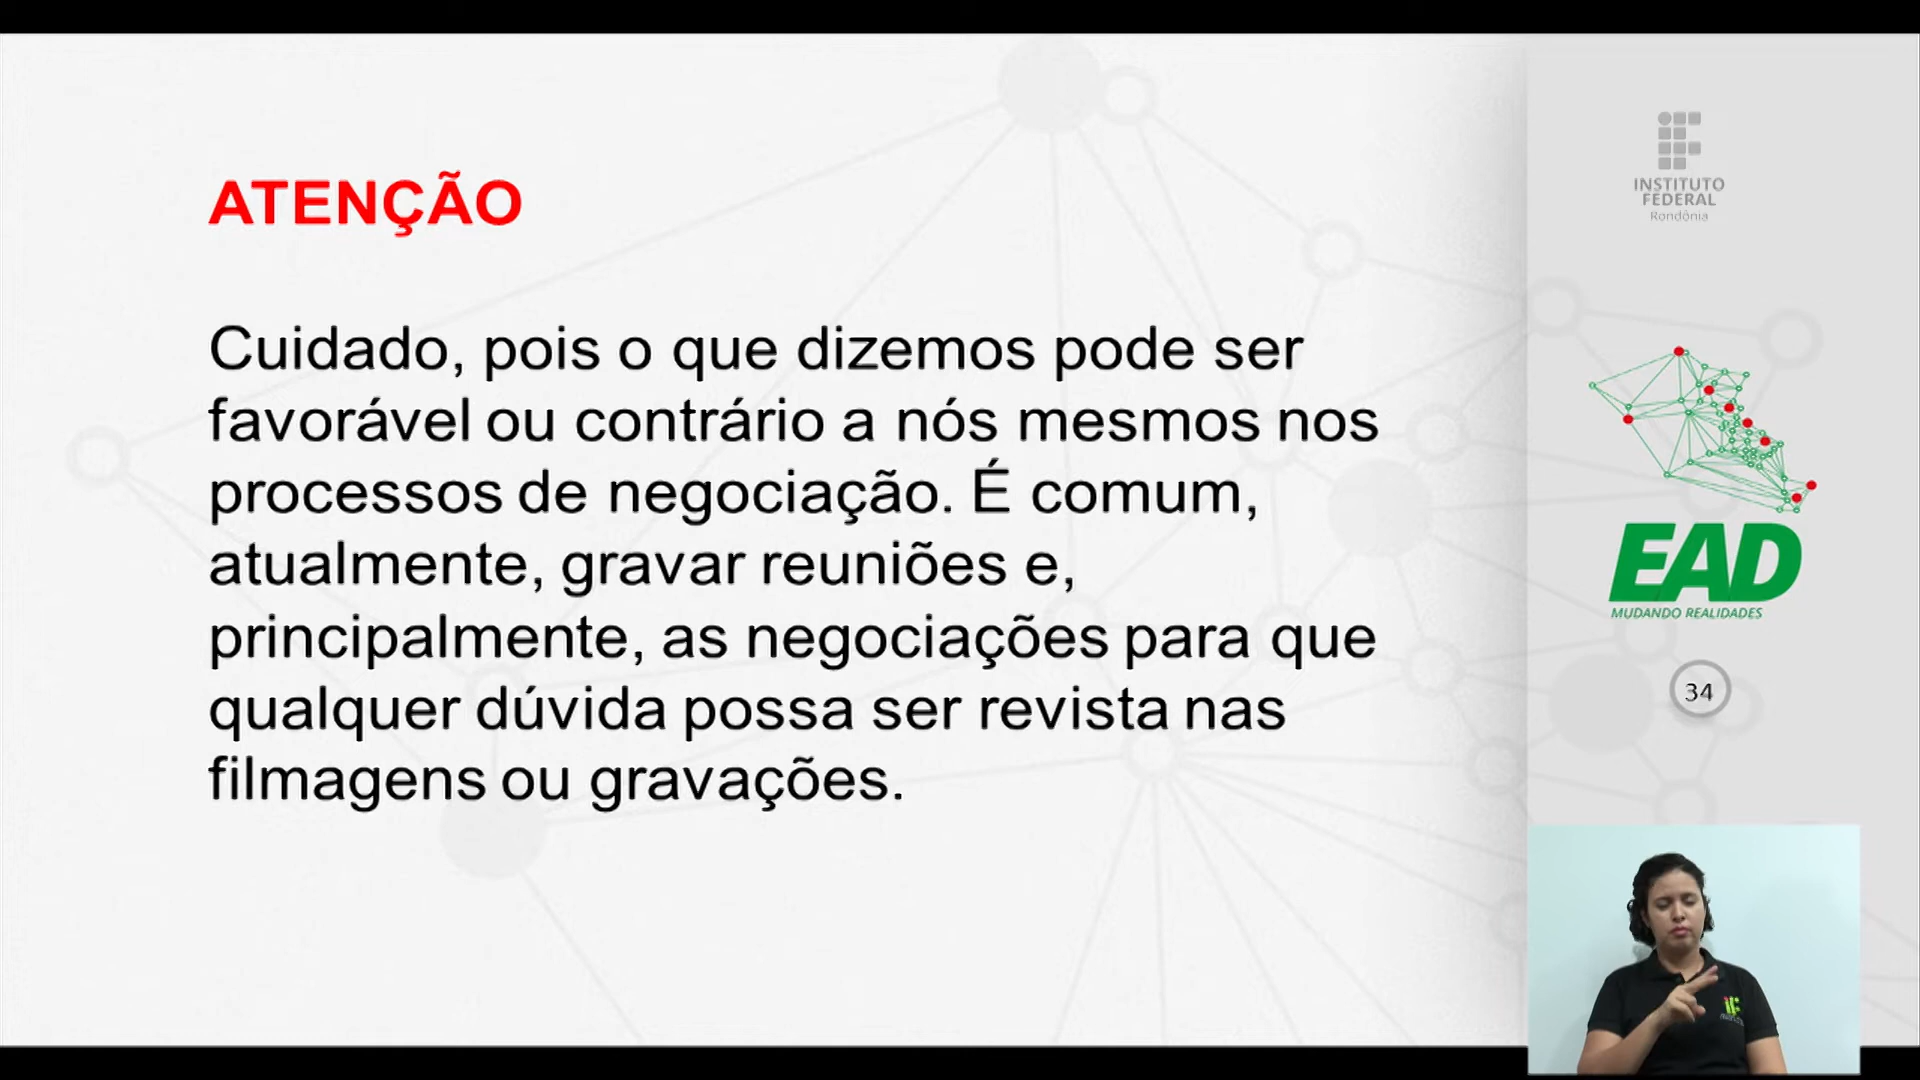 ATENÇÃO
Cuidado, pois o que dizemos pode ser
favorável ou contrário a nós mesmos nos
processos de negociação. É comum,
atualmente, gravar reuniões e,
principalmente, as negociações para que
qualquer dúvida possa ser revista nas
filmagens ou gravações.
INSTITUTO
FEDERAL
Rondônia
EAD
MUDANDO REALIDADES
34